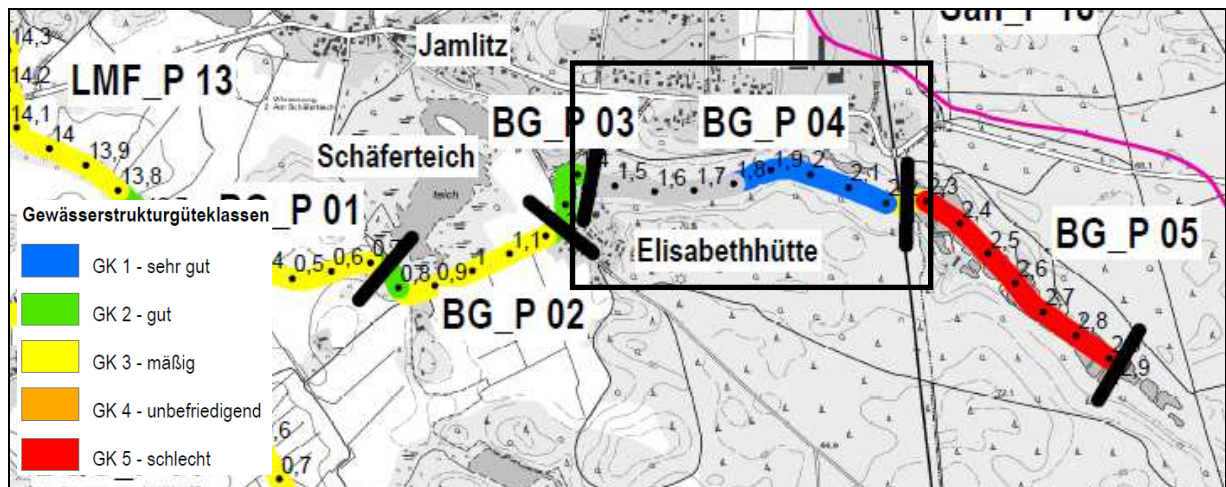 14,3
14,2
14,1
14
13,9
13,8
LMF_P 13
Jamlitz
Schäferteich
teich
BG_P 03
BG_P 04
BG_P 02
BG_P 05
Elisabethhütte
0,5
0,6
0,8
0,9
1
1,1
1,5
1,6
1,7
1,8
1,9
2
2,1
2,3
2,4
2,5
2,6
2,7
2,8
0,7
Gewässerstrukturgüteklassen
GK 1 - sehr gut
GK 2 - gut
GK 3 - mäßig
GK 4 - unbefriedigend
GK 5 - schlecht